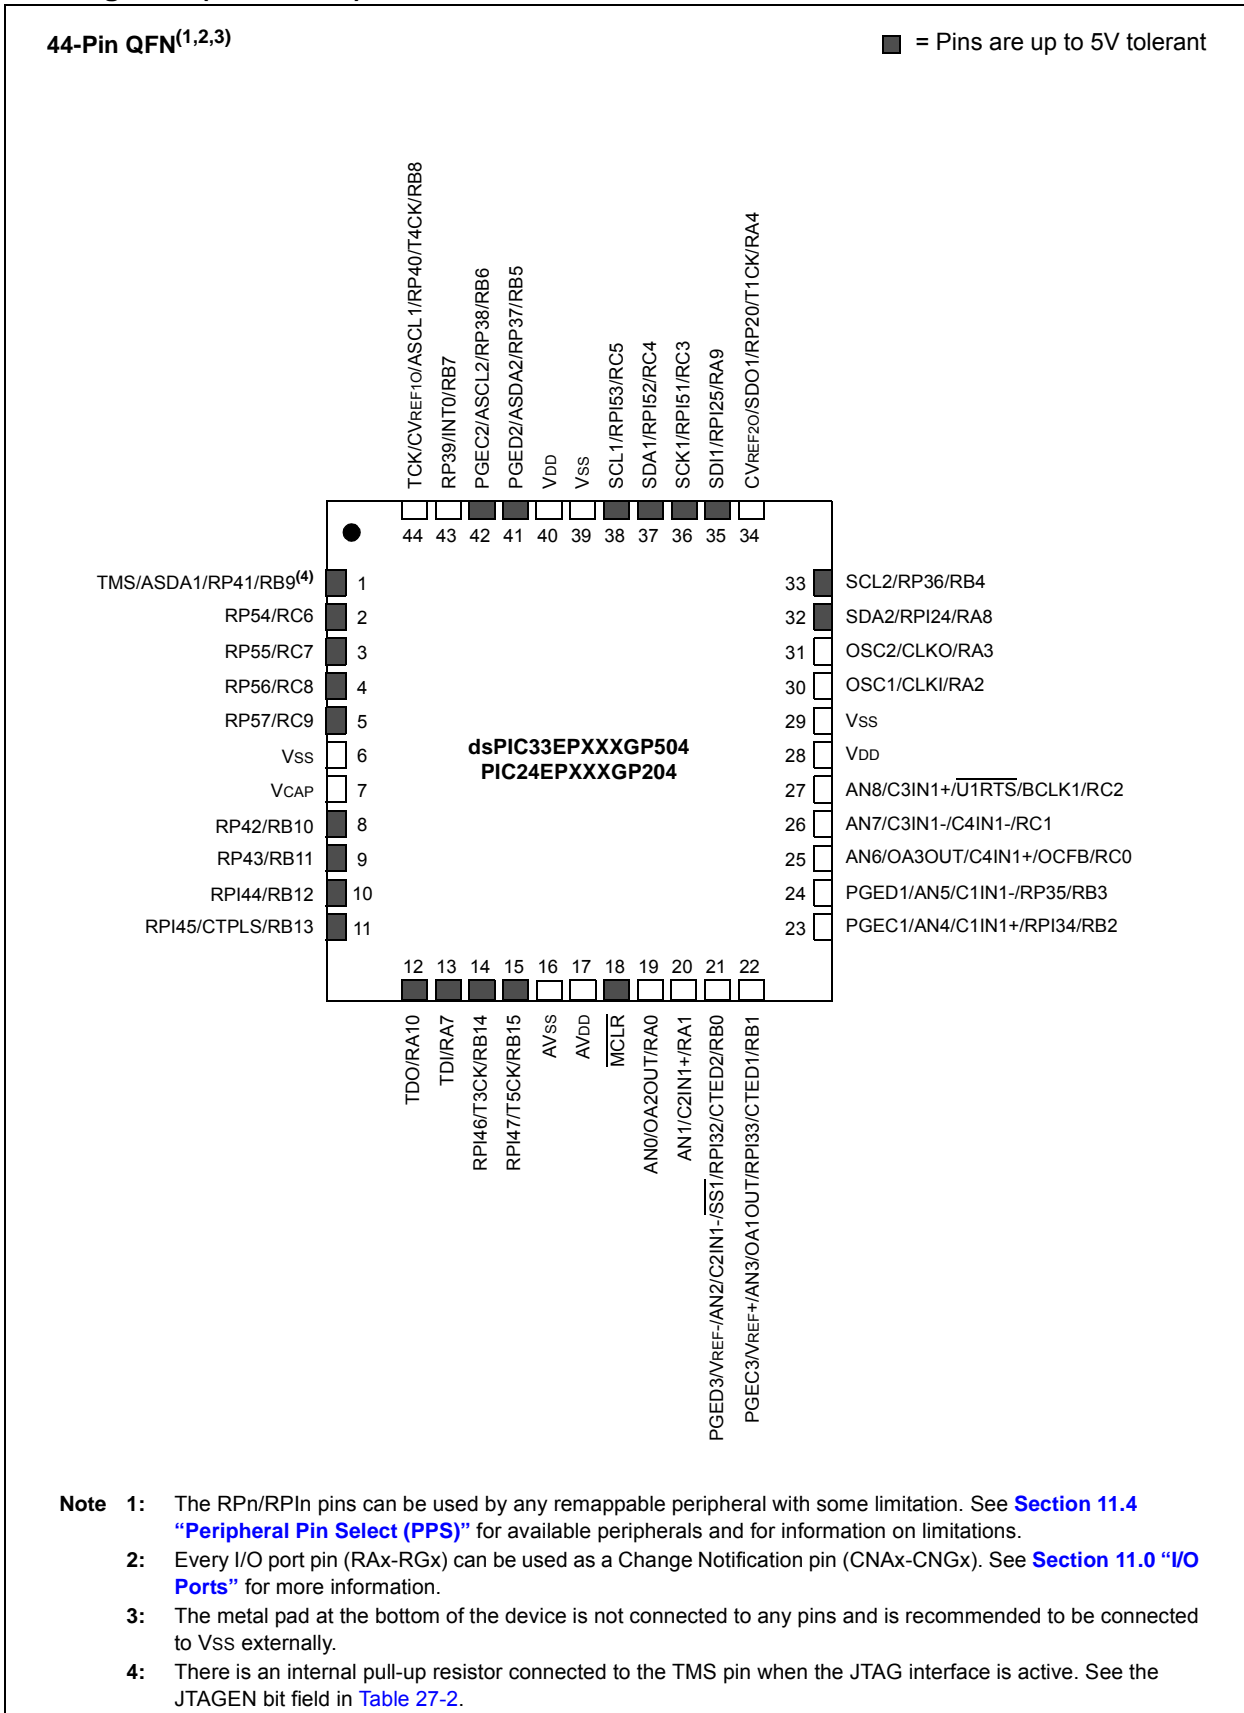 44-Pin QFN(1,2,3)
= Pins are up to 5V tolerant
TCK/CVREF1O/ASCL1/RP40/T4CK/RB8
RP39/INT0/RB7
PGEC2/ASCL2/RP38/RB6
PGED2/ASDA2/RP37/RB5
VDD
VSS
SCL1/RPI53/RC5
SDA1/RPI52/RC4
SCK1/RPI51/RC3
SDI1/RPI25/RA9
CVREF2O/SDO1/RP20/T1CK/RA4
44 43 42 41 40 39 38 37 36 35 34
TMS/ASDA1/RP41/RB9(4) 1
RP54/RC6 2
RP55/RC7 3
RP56/RC8 4
RP57/RC9 5
VSS 6
VCAP 7
RP42/RB10 8
RP43/RB11 9
RPI44/RB12 10
RPI45/CTPLS/RB13 11
dsPIC33EPXXXGP504
PIC24EPXXXGP204
33 SCL2/RP36/RB4
32 SDA2/RPI24/RA8
31 OSC2/CLKO/RA3
30 OSC1/CLKI/RA2
29 VSS
28 VDD
27 AN8/C3IN1+/U1RTS/BCLK1/RC2
26 AN7/C3IN1-/C4IN1-/RC1
25 AN6/OA3OUT/C4IN1+/OCFB/RC0
24 PGED1/AN5/C1IN1-/RP35/RB3
23 PGEC1/AN4/C1IN1+/RPI34/RB2
12 13 14 15 16 17 18 19 20 21 22
TDO/RA10
TDI/RA7
RPI46/T3CK/RB14
RPI47/T5CK/RB15
AVSS
AVDD
MCLR
AN0/OA2OUT/RA0
AN1/C2IN1+/RA1
PGED3/VREF-/AN2/C2IN1-/SS1/RPI32/CTED2/RB0
PGEC3/VREF+/AN3/OA1OUT/RPI33/CTED1/RB1
Note 1: The RPn/RPIn pins can be used by any remappable peripheral with some limitation. See Section 11.4
“Peripheral Pin Select (PPS)” for available peripherals and for information on limitations.
2: Every I/O port pin (RAx-RGx) can be used as a Change Notification pin (CNAx-CNGx). See Section 11.0 “I/O
Ports” for more information.
3: The metal pad at the bottom of the device is not connected to any pins and is recommended to be connected
to VSS externally.
4: There is an internal pull-up resistor connected to the TMS pin when the JTAG interface is active. See the
JTAGEN bit field in Table 27-2.